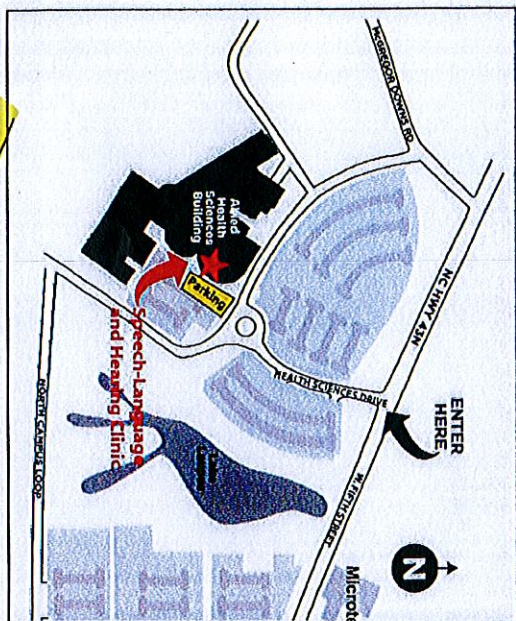 McGREGOR DOWNS RD
NC HWY 43N
ENTER
HERE
HEALTH SCIENCES DRIVE
W. FIFTH STREET
N
Allied
Health
Sciences
Building
Parking
Speech-Language
and Hearing Clinic
NORTH CAMPUS LOOP